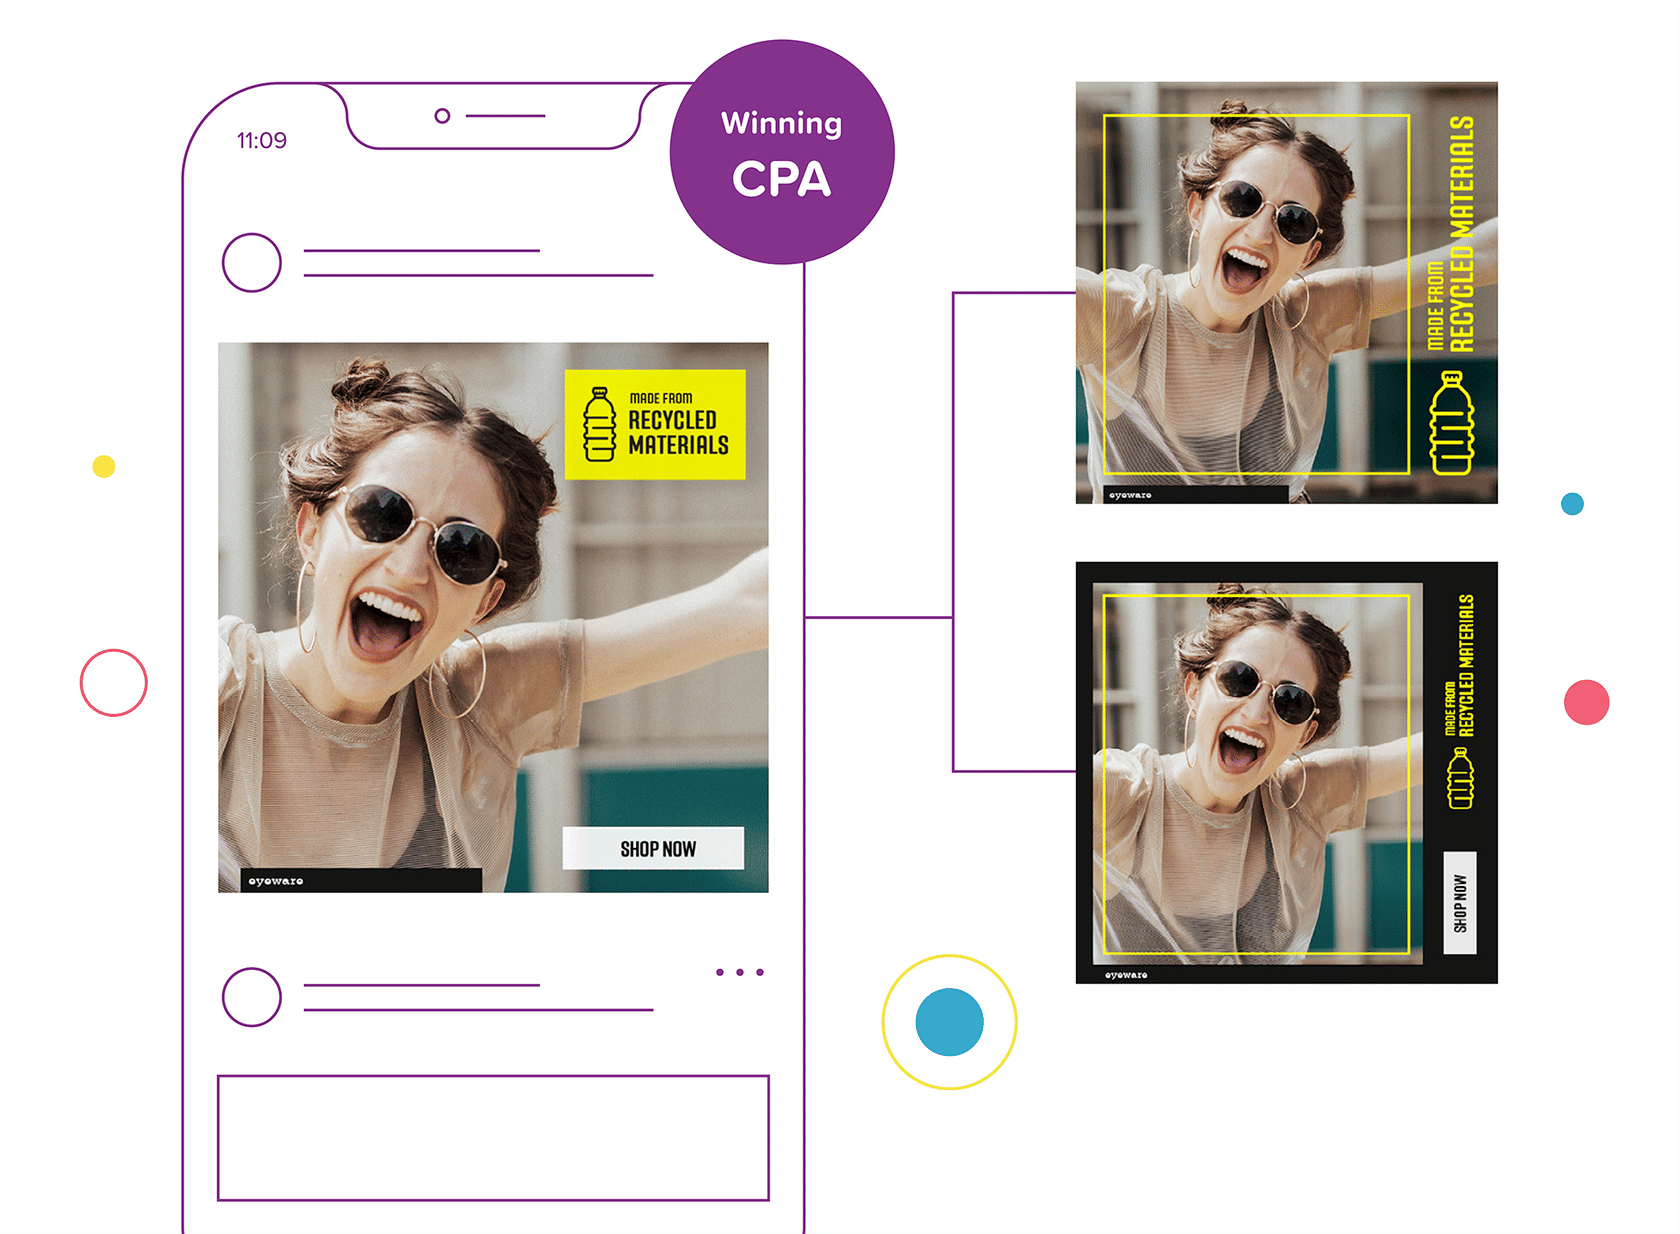 11:09
Winning
CPA
MADE FROM
RECYCLED
MATERIALS
SHOP NOW
eyeware
MADE FROM
RECYCLED MATERIALS
eyeware
MADE FROM
RECYCLED MATERIALS
SHOP NOW
eyeware